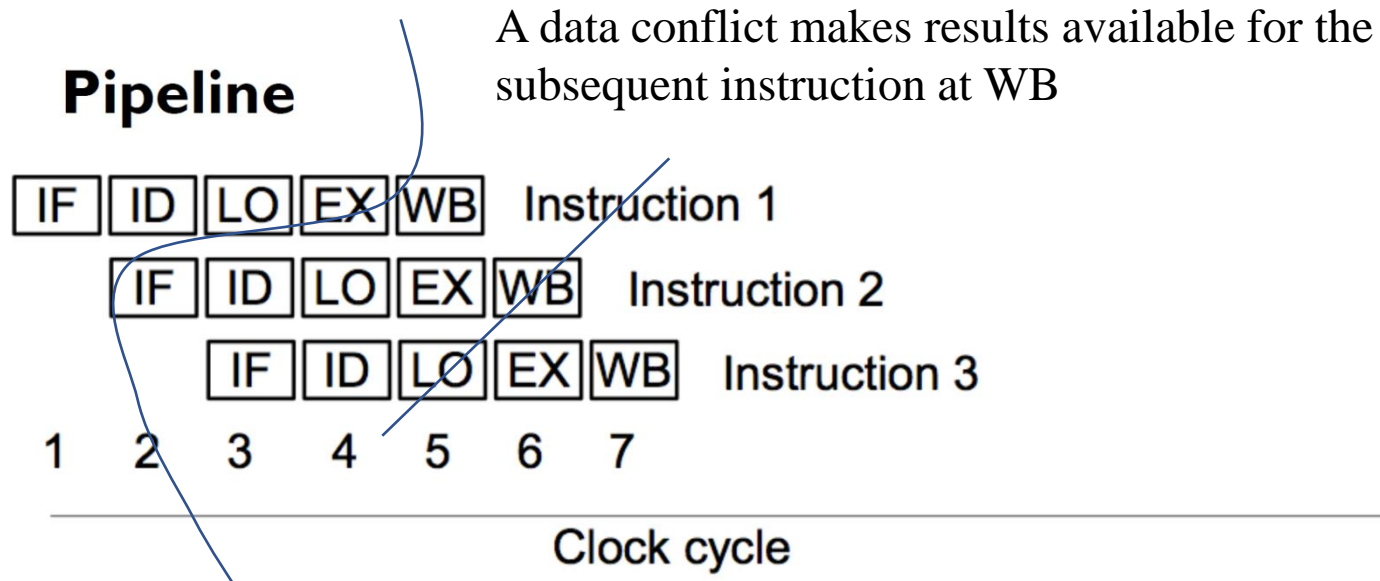 A data conflict makes results available for the
subsequent instruction at WB
Pipeline
IF ID LO EX WB Instruction 1
IF ID LO EX WB Instruction 2
IF ID LO EX WB Instruction 3
1 2 3 4 5 6 7
Clock cycle